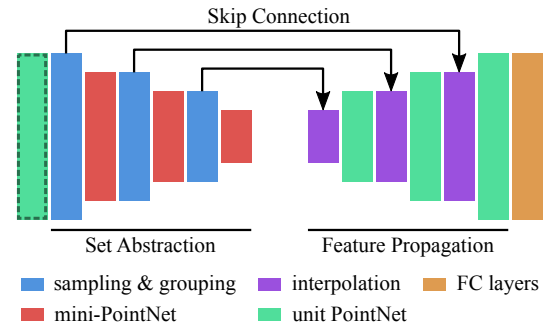 Skip Connection
Set Abstraction
Feature Propagation
sampling & grouping
interpolation
FC layers
mini-PointNet
unit PointNet